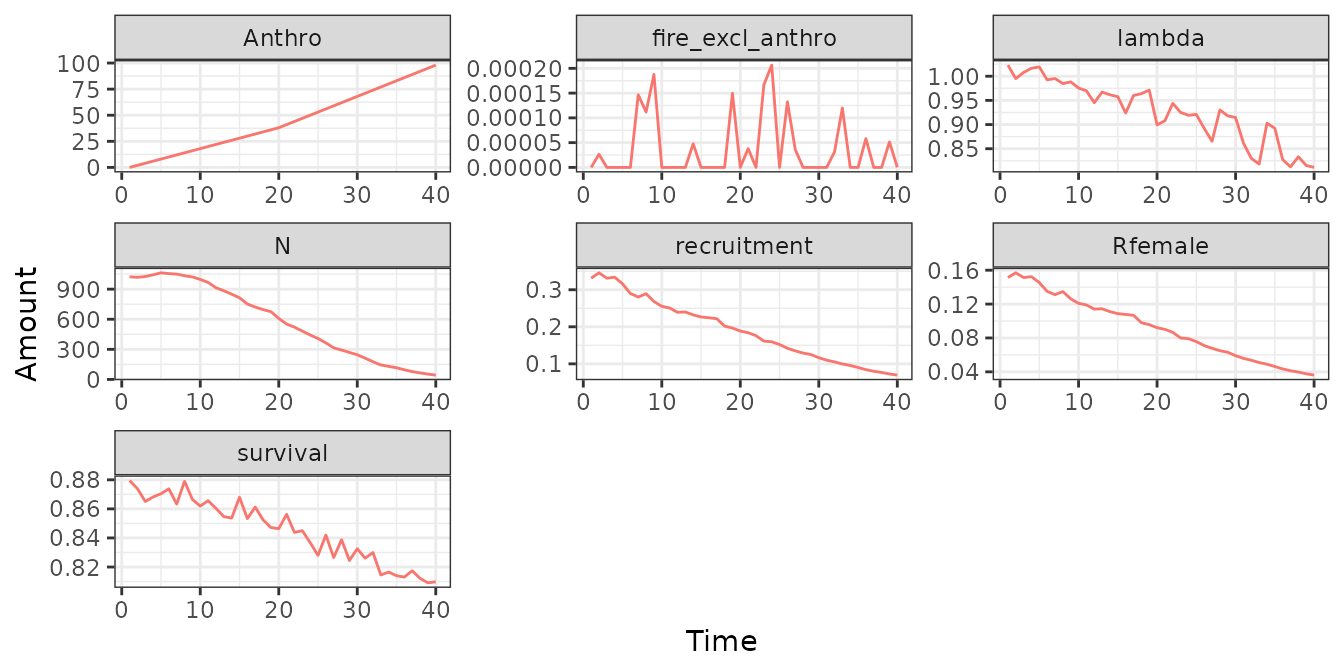 Anthro fire_excl_anthro lambda
100 75 50 25 0
0.00020 0.00015 0.00010 0.00005 0.00000
1.00 0.95 0.90 0.85
0 10 20 30 40 0 10 20 30 40 0 10 20 30 40
N recruitment Rfemale
900 600 300 0
0.3 0.2 0.1
0.16 0.12 0.08 0.04
0 10 20 30 40 0 10 20 30 40 0 10 20 30 40
Amount
survival
0.88 0.86 0.84 0.82
0 10 20 30 40
Time